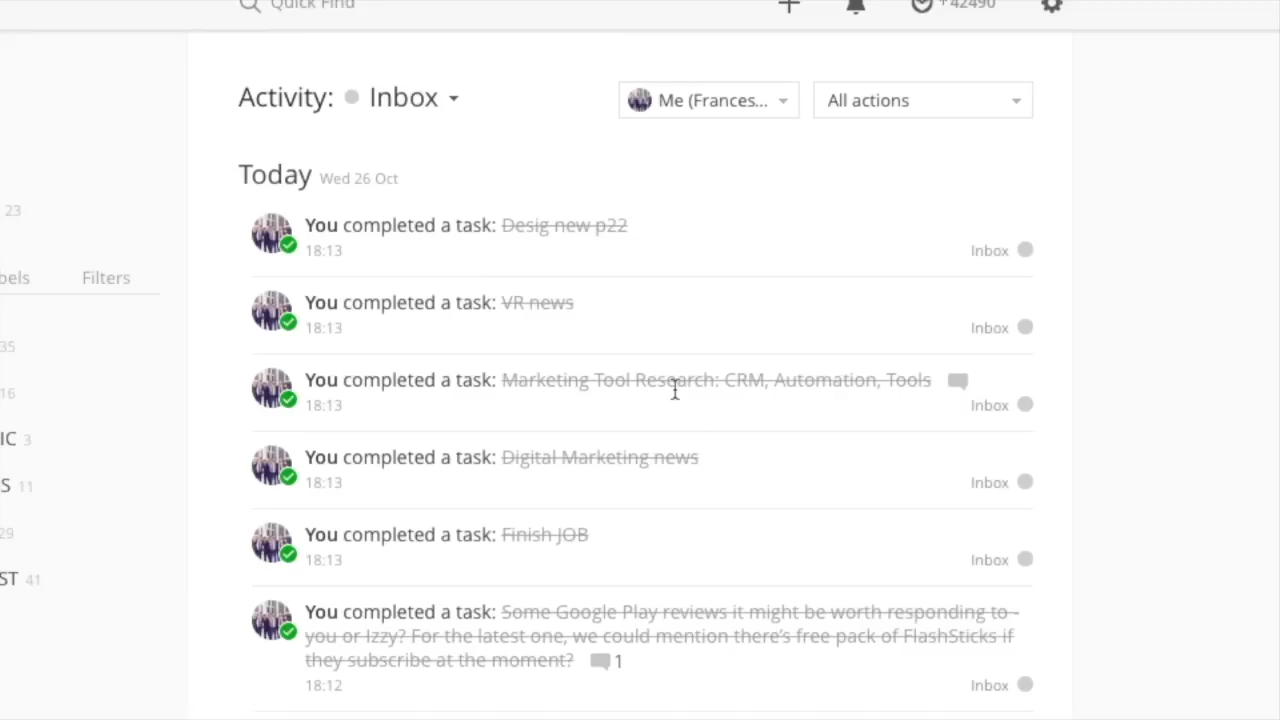 Quick Find
+42490
Activity: Inbox
Me (Frances...
All actions
Today Wed 26 Oct
23
bels
Filters
35
16
IC 3
S 11
29
ST 41
You completed a task: Desig new p22
18:13
Inbox
You completed a task: VR news
18:13
Inbox
You completed a task: Marketing Tool Research: CRM, Automation, Tools
18:13
Inbox
You completed a task: Digital Marketing news
18:13
Inbox
You completed a task: Finish JOB
18:13
Inbox
You completed a task: Some Google Play reviews it might be worth responding to -
you or Izzy? For the latest one, we could mention there's free pack of FlashSticks if
they subscribe at the moment? 1
18:12
Inbox